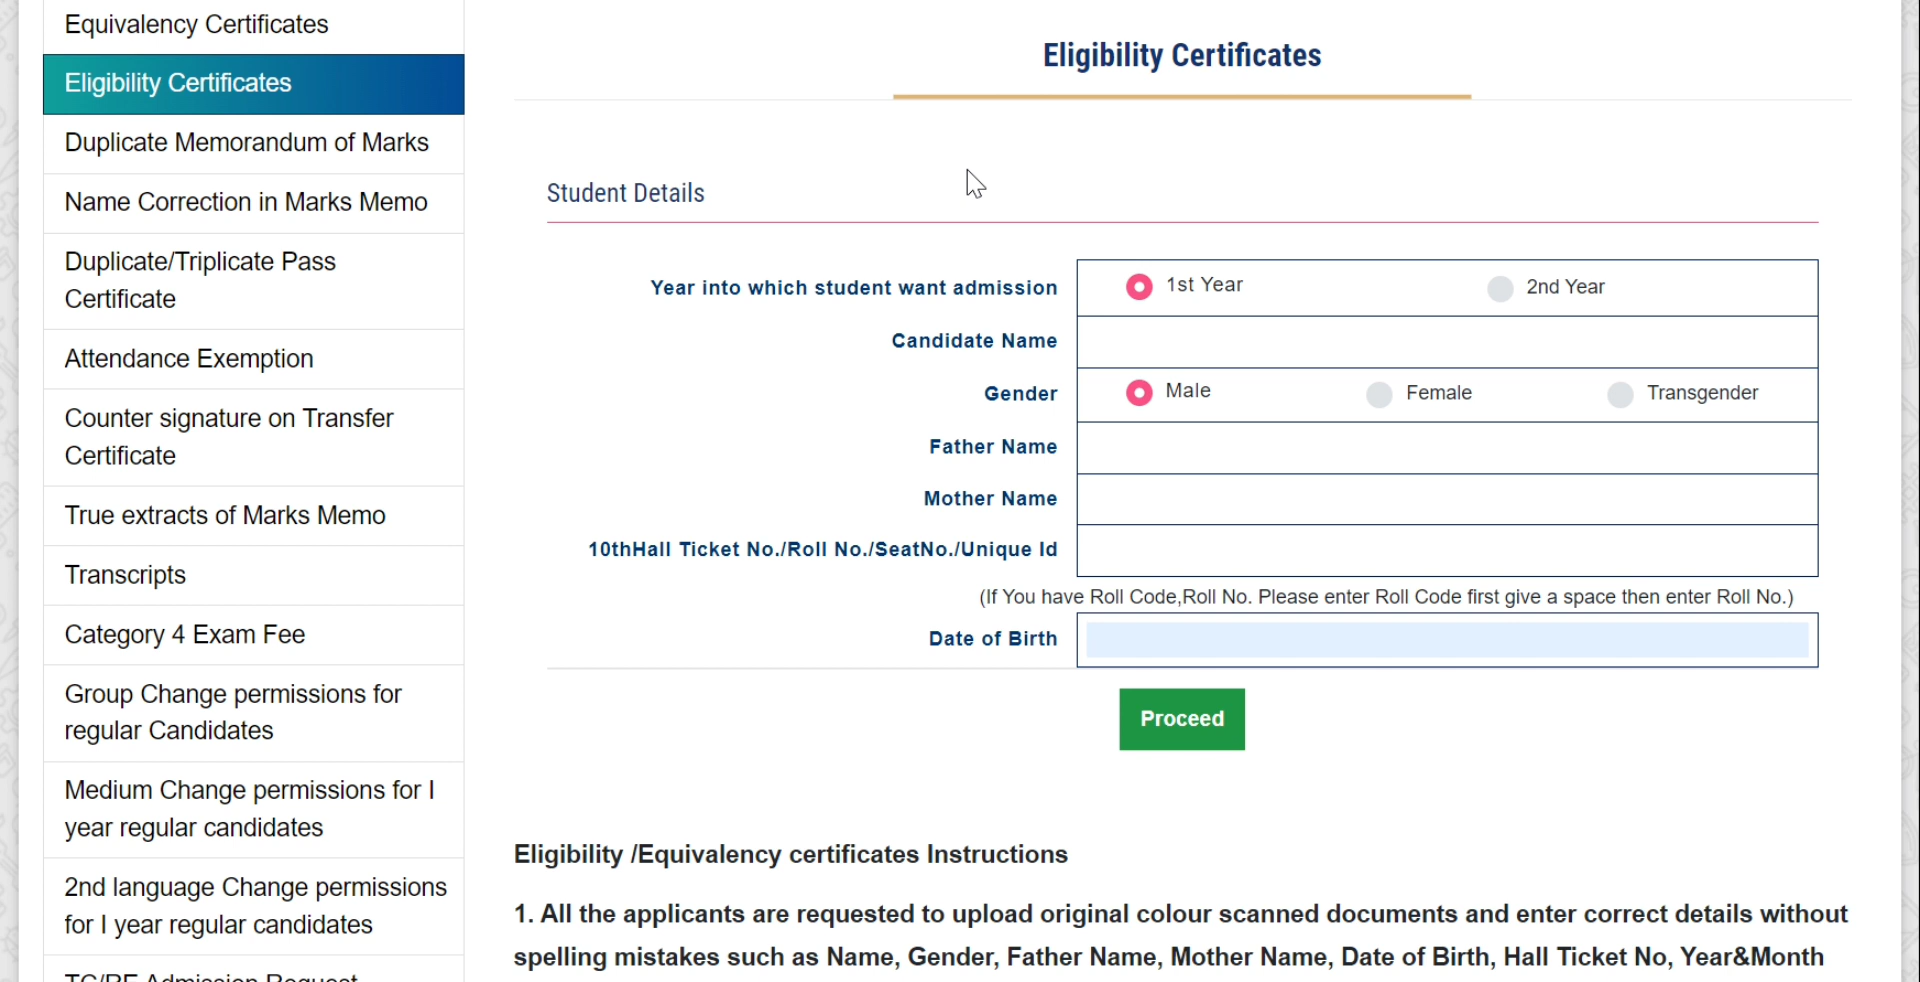 Equivalency Certificates
Eligibility Certificates
Duplicate Memorandum of Marks
Name Correction in Marks Memo
Duplicate/Triplicate Pass
Certificate
Attendance Exemption
Counter signature on Transfer
Certificate
True extracts of Marks Memo
Transcripts
Category 4 Exam Fee
Group Change permissions for
regular Candidates
Medium Change permissions for I
year regular candidates
2nd language Change permissions
for I year regular candidates
Eligibility Certificates
Student Details
Year into which student want admission
1st Year
2nd Year
Candidate Name
Gender
Male
Female
Transgender
Father Name
Mother Name
10thHall Ticket No./Roll No./SeatNo./Unique Id
(If You have Roll Code,Roll No. Please enter Roll Code first give a space then enter Roll No.)
Date of Birth
Proceed
Eligibility /Equivalency certificates Instructions
1. All the applicants are requested to upload original colour scanned documents and enter correct details without
spelling mistakes such as Name, Gender, Father Name, Mother Name, Date of Birth, Hall Ticket No, Year&Month